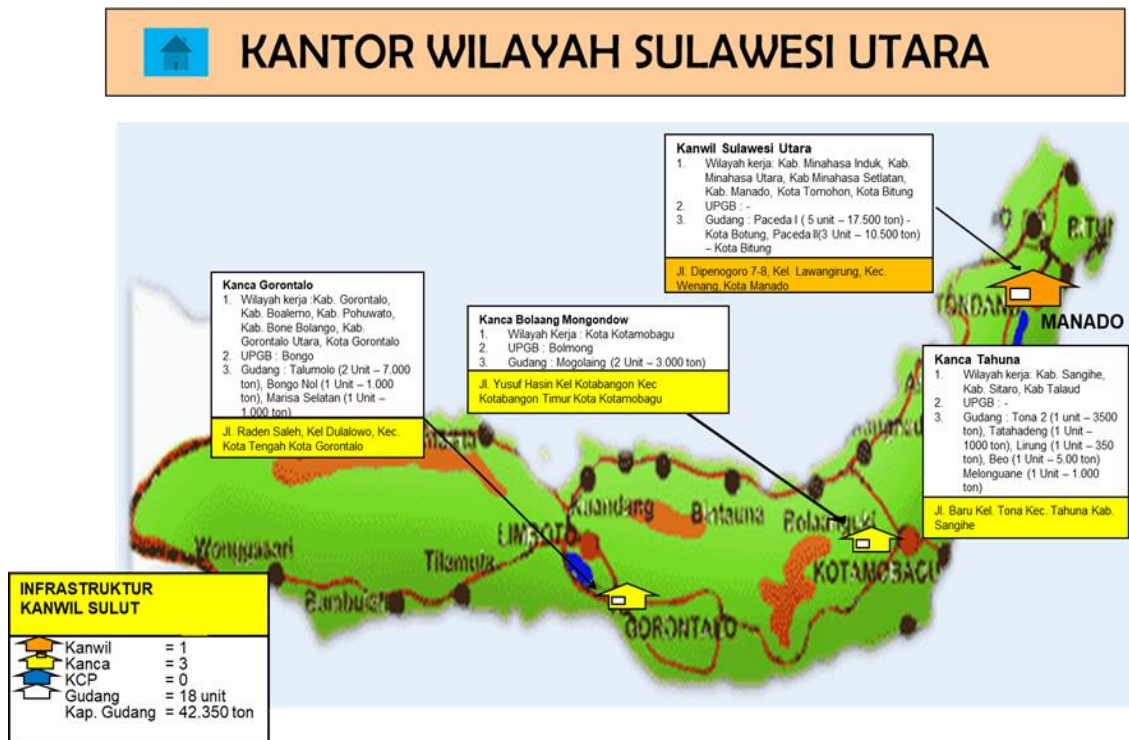 KANTOR WILAYAH SULAWESI UTARA
Kanwil Sulawesi Utara
1. Wilayah kerja: Kab. Minahasa Induk, Kab.
Minahasa Utara, Kab Minahasa Setlatan,
Kab. Manado, Kota Tomohon, Kota Bitung
2. UPGB : -
3. Gudang : Paceda I ( 5 unit – 17.500 ton) -
Kota Botung, Paceda II(3 Unit – 10.500 ton)
– Kota Bitung
Jl. Dipenogoro 7-8, Kel. Lawangirung, Kec.
Wenang, Kota Manado
Kanca Gorontalo
1. Wilayah kerja :Kab. Gorontalo,
Kab. Boalemo, Kab. Pohuwato,
Kab. Bone Bolango, Kab.
Gorontalo Utara, Kota Gorontalo
2. UPGB : Bongo
3. Gudang : Talumolo (2 Unit – 7.000
ton), Bongo Nol (1 Unit – 1.000
ton), Marisa Selatan (1 Unit –
1.000 ton)
Jl. Raden Saleh, Kel Dulalowo, Kec.
Kota Tengah Kota Gorontalo
Kanca Bolaang Mongondow
1. Wilayah Kerja : Kota Kotamobagu
2. UPGB : Bolmong
3. Gudang : Mogolaing (2 Unit – 3.000 ton)
Jl. Yusuf Hasin Kel Kotabangon Kec
Kotabangon Timur Kota Kotamobagu
Kanca Tahuna
1. Wilayah kerja: Kab. Sangihe,
Kab. Sitaro, Kab Talaud
2. UPGB : -
3. Gudang : Tona 2 (1 unit – 3500
ton), Tatahadeng (1 Unit –
1000 ton), Lirung (1 Unit – 350
ton), Beo (1 Unit – 5.00 ton)
Melonguane (1 Unit – 1.000
ton)
Jl. Baru Kel. Tona Kec. Tahuna Kab.
Sangihe
BITUN
TONDANO
MANADO
Kuandang
Bintauna
Bolaanguki
LIMBOTO
KOTAMOBAGU
Wonggasari
Tilamuta
GORONTALO
INFRASTRUKTUR
KANWIL SULUT
Kanwil = 1
Kanca = 3
KCP = 0
Gudang = 18 unit
Kap. Gudang = 42.350 ton